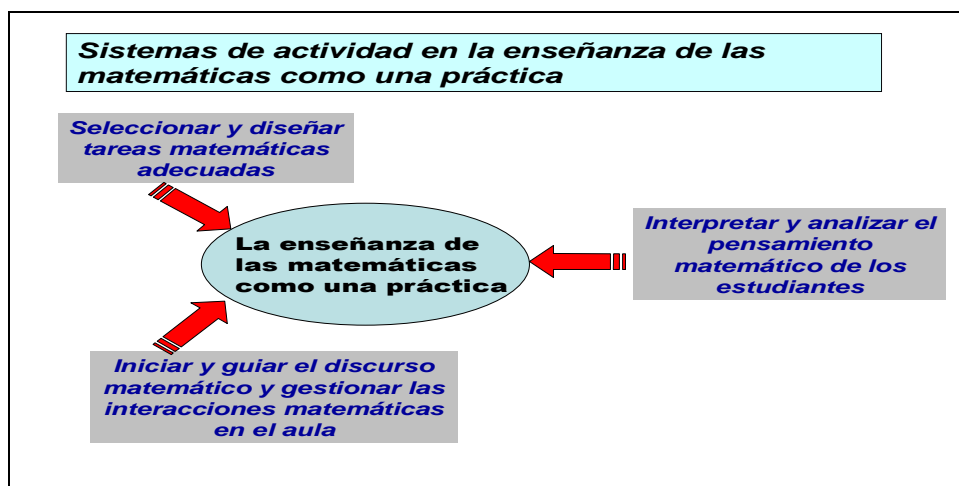 Sistemas de actividad en la enseñanza de las
matemáticas como una práctica
Seleccionar y diseñar
tareas matemáticas
adecuadas
La enseñanza de
las matemáticas
como una práctica
Interpretar y analizar el
pensamiento
matemático de los
estudiantes
Iniciar y guiar el discurso
matemático y gestionar las
interacciones matemáticas
en el aula